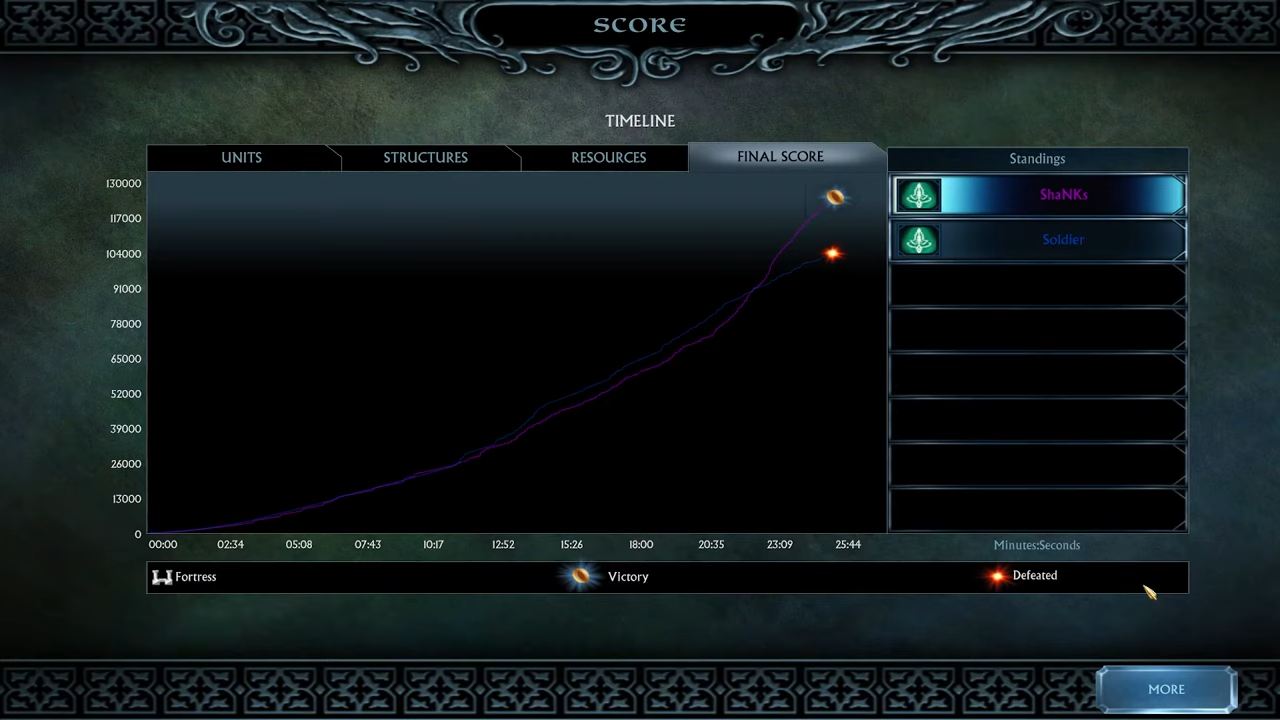 SCORE
TIMELINE
UNITS STRUCTURES RESOURCES FINAL SCORE Standings
130000
117000
104000
91000
78000
65000
52000
39000
26000
13000
0
ShaNKs
Soldier
00:00 02:34 05:08 07:43 10:17 12:52 15:26 18:00 20:35 23:09 25:44 Minutes:Seconds
Fortress Victory Defeated
MORE